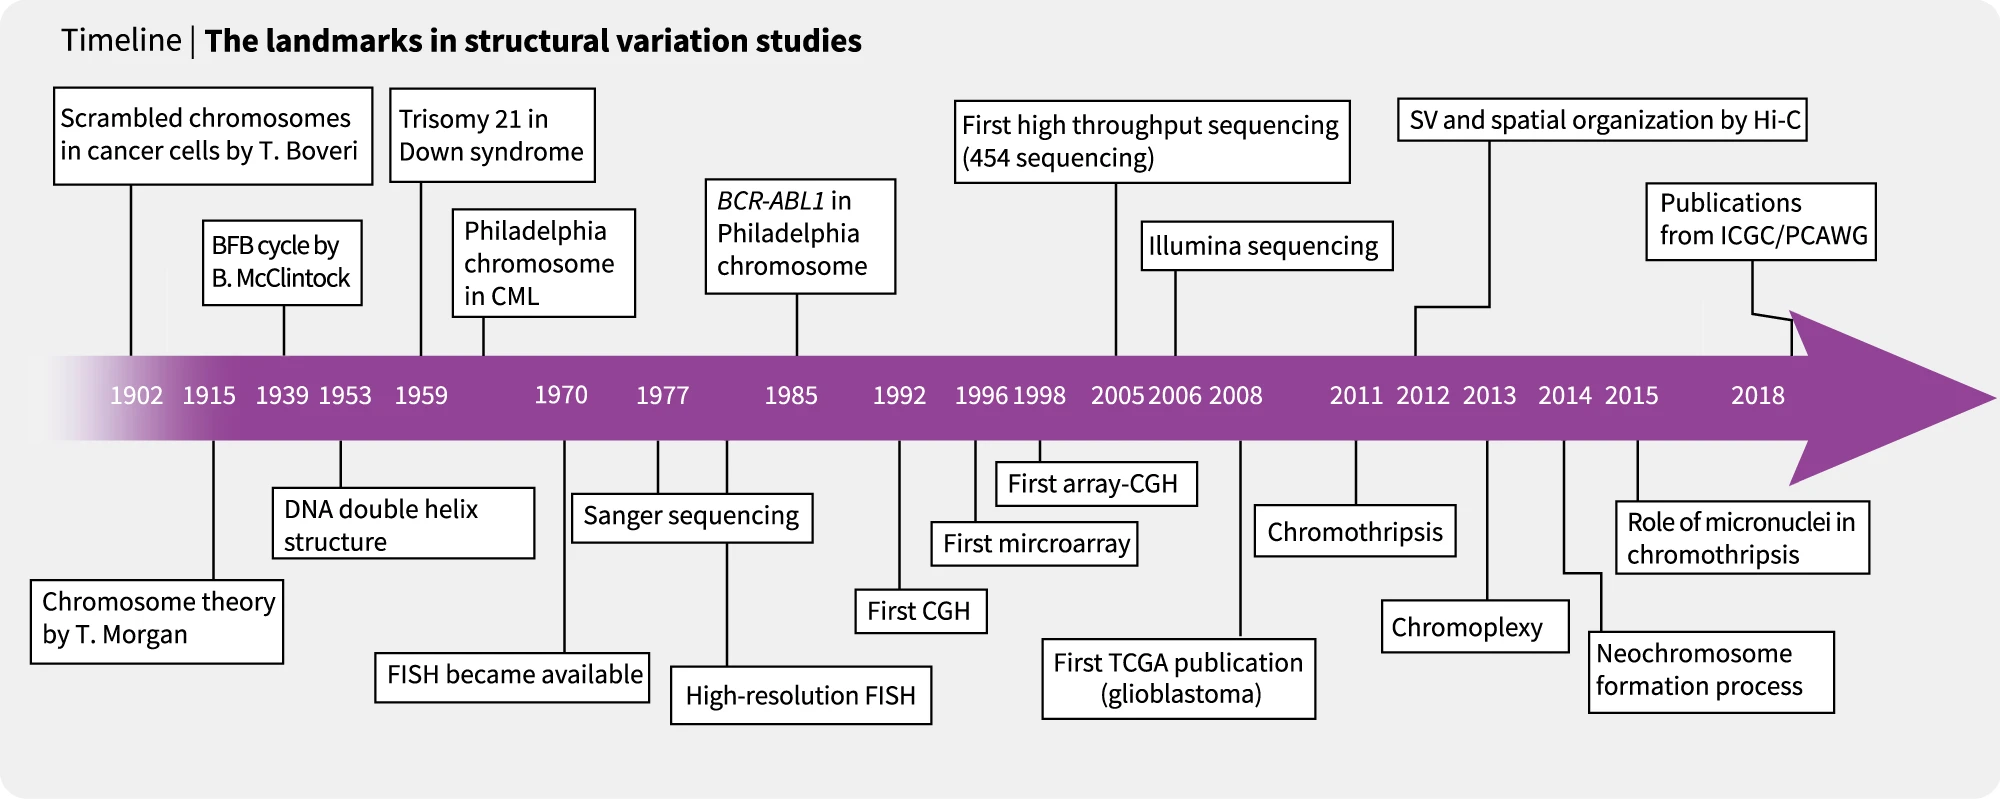 Timeline | The landmarks in structural variation studies
Scrambled chromosomes
in cancer cells by T. Boveri
Trisomy 21 in
Down syndrome
BFB cycle by
B. McClintock
Philadelphia
chromosome
in CML
BCR-ABL1 in
Philadelphia
chromosome
First high throughput sequencing
(454 sequencing)
Illumina sequencing
SV and spatial organization by Hi-C
Publications
from ICGC/PCAWG
1902 1915 1939 1953 1959 1970 1977 1985 1992 1996 1998 2005 2006 2008 2011 2012 2013 2014 2015 2018
Chromosome theory
by T. Morgan
DNA double helix
structure
FISH became available
Sanger sequencing
High-resolution FISH
First CGH
First mircroarray
First array-CGH
First TCGA publication
(glioblastoma)
Chromothripsis
Chromoplexy
Neochromosome
formation process
Role of micronuclei in
chromothripsis